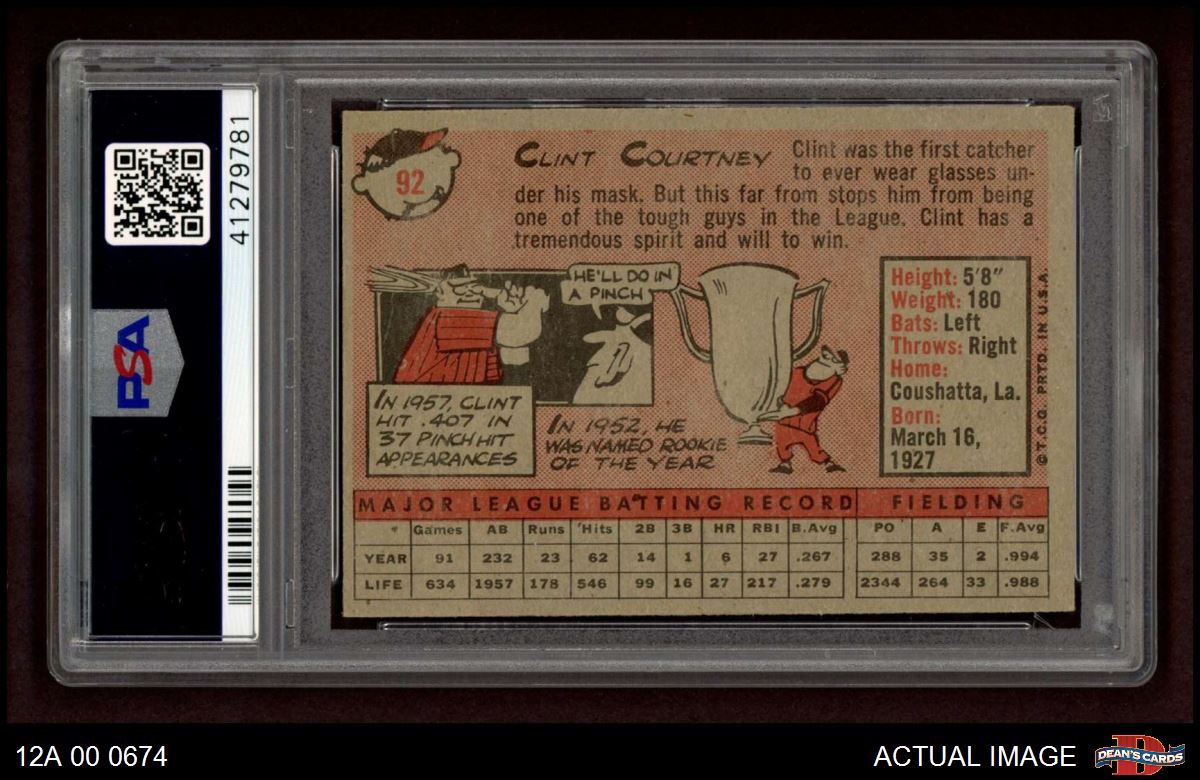 41279781
PSA
92
CLINT COURTNEY
Clint was the first catcher
to ever wear glasses un-
der his mask. But this far from stops him from being
one of the tough guys in the League. Clint has a
tremendous spirit and will to win.
HE'LL DO IN
A PINCH
IN 1957, CLINT
HIT .407 IN
37 PINCH HIT
APPEARANCES
IN 1952, HE
WAS NAMED ROOKIE
OF THE YEAR
Height: 5'8"
Weight: 180
Bats: Left
Throws: Right
Home:
Coushatta, La.
Born:
March 16,
1927
© T.C.G. PRTD. IN U.S.A.
MAJOR LEAGUE BATTING RECORD FIELDING
Games AB Runs Hits 2B 3B HR RBI B.Avg PO A E F.Avg
YEAR 91 232 23 62 14 1 6 27 .267 288 35 2 .994
LIFE 634 1957 178 546 99 16 27 217 .279 2344 264 33 .988
12A 00 0674
ACTUAL IMAGE
DEAN'S CARDS